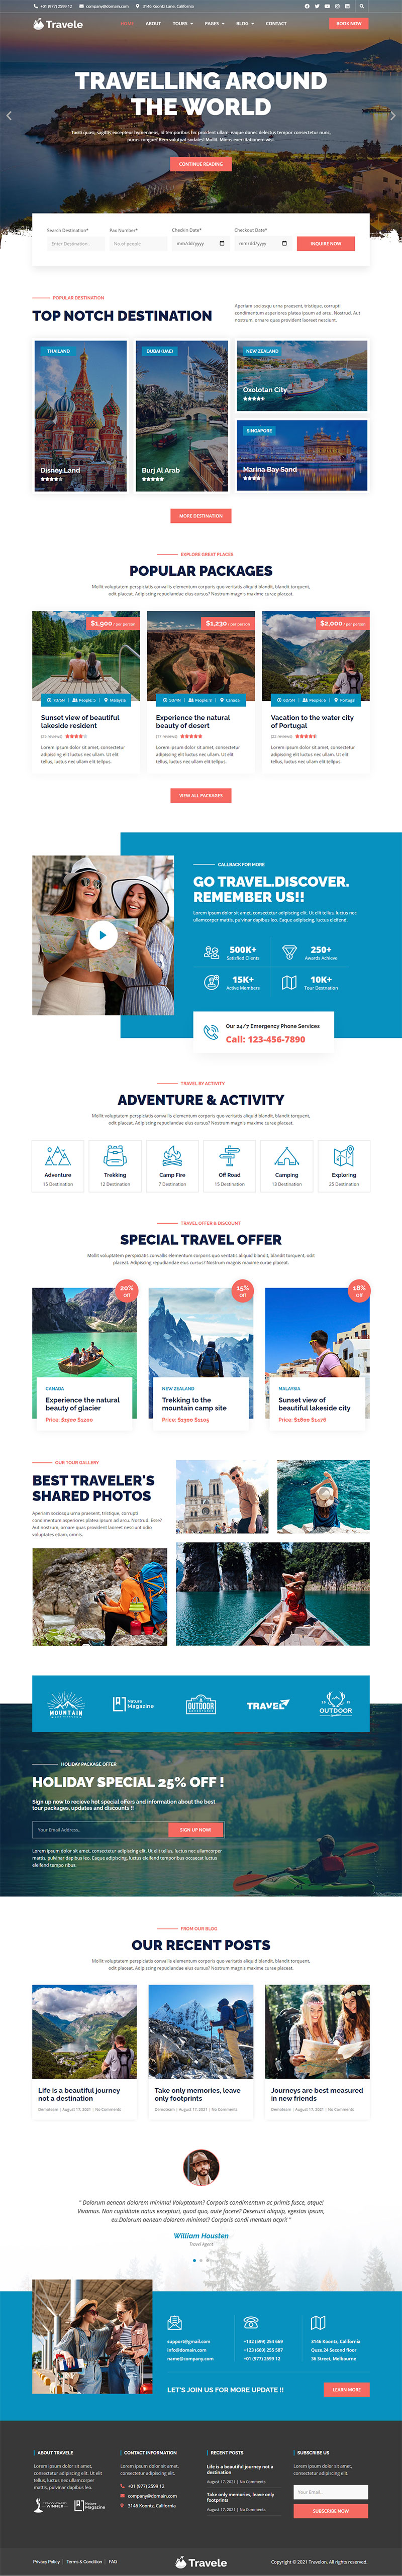 +01 (977) 2599 12 company@domain.com 3146 Koontz Lane, California
Travele HOME ABOUT TOURS PAGES BLOG CONTACT BOOK NOW
TRAVELLING AROUND
THE WORLD
Taciti quasi, sagittis excepteur hymenaeos, id temporibus hic proident ullam, eaque donec delectus tempor consectetur nunc,
purus congue? Rem volutpat sodales! Mollit. Minus exercitationem wisi.
CONTINUE READING
Search Destination* Pax Number* Checkin Date* Checkout Date*
Enter Destination.. No.of people mm/dd/yyyy mm/dd/yyyy INQUIRE NOW
POPULAR DESTINATION
TOP NOTCH DESTINATION
Aperiam sociosqu urna praesent, tristique, corrupti
condimentum asperiores platea ipsum ad arcu. Nostrud. Aut
nostrum, ornare quas provident laoreet nesciunt.
THAILAND
Disney Land
DUBAI (UAE)
Burj Al Arab
NEW ZEALAND
Oxolotan City
SINGAPORE
Marina Bay Sand
MORE DESTINATION
EXPLORE GREAT PLACES
POPULAR PACKAGES
Mollit voluptatem perspiciatis convallis elementum corporis quo veritatis aliquid blandit, blandit torquent,
odit placeat. Adipiscing repudiandae eius cursus? Nostrum magnis maxime curae placeat.
$1,900 / per person
7D/6N People: 5 Malaysia
Sunset view of beautiful
lakeside resident
(25 reviews)
Lorem ipsum dolor sit amet, consectetur
adipiscing elit. Ut elit tellus, luctus nec ullam. Ut elit
tellus, luctus nec ullamcorper mattis.
$1,230 / per person
5D/4N People: 8 Canada
Experience the natural
beauty of desert
(17 reviews)
Lorem ipsum dolor sit amet, consectetur
adipiscing elit. Ut elit tellus, luctus nec ullam. Ut elit
tellus, luctus nec ullamcorper mattis.
$2,000 / per person
6D/5N People: 6 Portugal
Vacation to the water city
of Portugal
(22 reviews)
Lorem ipsum dolor sit amet, consectetur
adipiscing elit. Ut elit tellus, luctus nec ullam. Ut elit
tellus, luctus nec ullamcorper mattis.
VIEW ALL PACKAGES
CALLBACK FOR MORE
GO TRAVEL.DISCOVER.
REMEMBER US!!
Lorem ipsum dolor sit amet, consectetur adipiscing elit. Ut elit tellus, luctus nec
ullamcorper mattis, pulvinar dapibus leo. Eaque adipiscing, luctus eleifend.
500K+
Satisfied Clients
250+
Awards Achieve
15K+
Active Members
10K+
Tour Destination
Our 24/7 Emergency Phone Services
Call: 123-456-7890
TRAVEL BY ACTIVITY
ADVENTURE & ACTIVITY
Mollit voluptatem perspiciatis convallis elementum corporis quo veritatis aliquid blandit, blandit torquent,
odit placeat. Adipiscing repudiandae eius cursus? Nostrum magnis maxime curae placeat.
Adventure
15 Destination
Trekking
12 Destination
Camp Fire
7 Destination
Off Road
15 Destination
Camping
13 Destination
Exploring
25 Destination
TRAVEL OFFER & DISCOUNT
SPECIAL TRAVEL OFFER
Mollit voluptatem perspiciatis convallis elementum corporis quo veritatis aliquid blandit, blandit torquent, odit
placeat. Adipiscing repudiandae eius cursus? Nostrum magnis maxime curae placeat.
20%
Off
CANADA
Experience the natural
beauty of glacier
Price: $1300 $1200
15%
Off
NEW ZEALAND
Trekking to the
mountain camp site
Price: $1300 $1105
18%
Off
MALAYSIA
Sunset view of
beautiful lakeside city
Price: $1800 $1476
OUR TOUR GALLERY
BEST TRAVELER'S
SHARED PHOTOS
Aperiam sociosqu urna praesent, tristique, corrupti
condimentum asperiores platea ipsum ad arcu. Nostrud. Esse?
Aut nostrum, ornare quas provident laoreet nesciunt odio
voluptates etiam, omnis.
MOUNTAIN
Nature
Magazine
OUTDOOR
TRAVEL
OUTDOOR
HOLIDAY PACKAGE OFFER
HOLIDAY SPECIAL 25% OFF !
Sign up now to recieve hot special offers and information about the best
tour packages, updates and discounts !!
Your Email Address.. SIGN UP NOW!
Lorem ipsum dolor sit amet, consectetur adipiscing elit. Ut elit tellus, luctus nec ullamcorper
mattis, pulvinar dapibus leo. Eaque adipiscing, luctus eleifend temporibus occaecat luctus
eleifend tempo ribus.
FROM OUR BLOG
OUR RECENT POSTS
Mollit voluptatem perspiciatis convallis elementum corporis quo veritatis aliquid blandit, blandit torquent,
odit placeat. Adipiscing repudiandae eius cursus? Nostrum magnis maxime curae placeat.
Life is a beautiful journey
not a destination
Demoteam | August 17, 2021 | No Comments
Take only memories, leave
only footprints
Demoteam | August 17, 2021 | No Comments
Journeys are best measured
in new friends
Demoteam | August 17, 2021 | No Comments
" Dolorum aenean dolorem minima! Voluptatum? Corporis condimentum ac primis fusce, atque!
Vivamus. Non cupiditate natus excepturi, quod quo, aute facere? Deserunt aliquip, egestas ipsum,
eu.Dolorum aenean dolorem minima!? Corporis condi mentum acpri! "
William Housten
Travel Agent
support@gmail.com
info@domain.com
name@company.com
+132 (599) 254 669
+123 (669) 255 587
+01 (977) 2599 12
3146 Koontz, California
Quze.24 Second floor
36 Street, Melbourne
LET'S JOIN US FOR MORE UPDATE !! LEARN MORE
ABOUT TRAVELE
Lorem ipsum dolor sit amet,
consectetur adipiscing elit. Ut elit
tellus, luctus nec ullamcorper
mattis, pulvinar dapibus leo.
WINNER
Nature
Magazine
CONTACT INFORMATION
Lorem ipsum dolor sit amet,
consectetur adipiscing elit.
+01 (977) 2599 12
company@domain.com
3146 Koontz, California
RECENT POSTS
Life is a beautiful journey not a
destination
August 17, 2021 | No Comments
Take only memories, leave only
footprints
August 17, 2021 | No Comments
SUBSCRIBE US
Lorem ipsum dolor sit amet,
consectetur adipiscing elit.
Your Email..
SUBSCRIBE NOW
Privacy Policy | Terms & Condition | FAQ
Travele
Copyright © 2021 Travelon. All rights reserved.